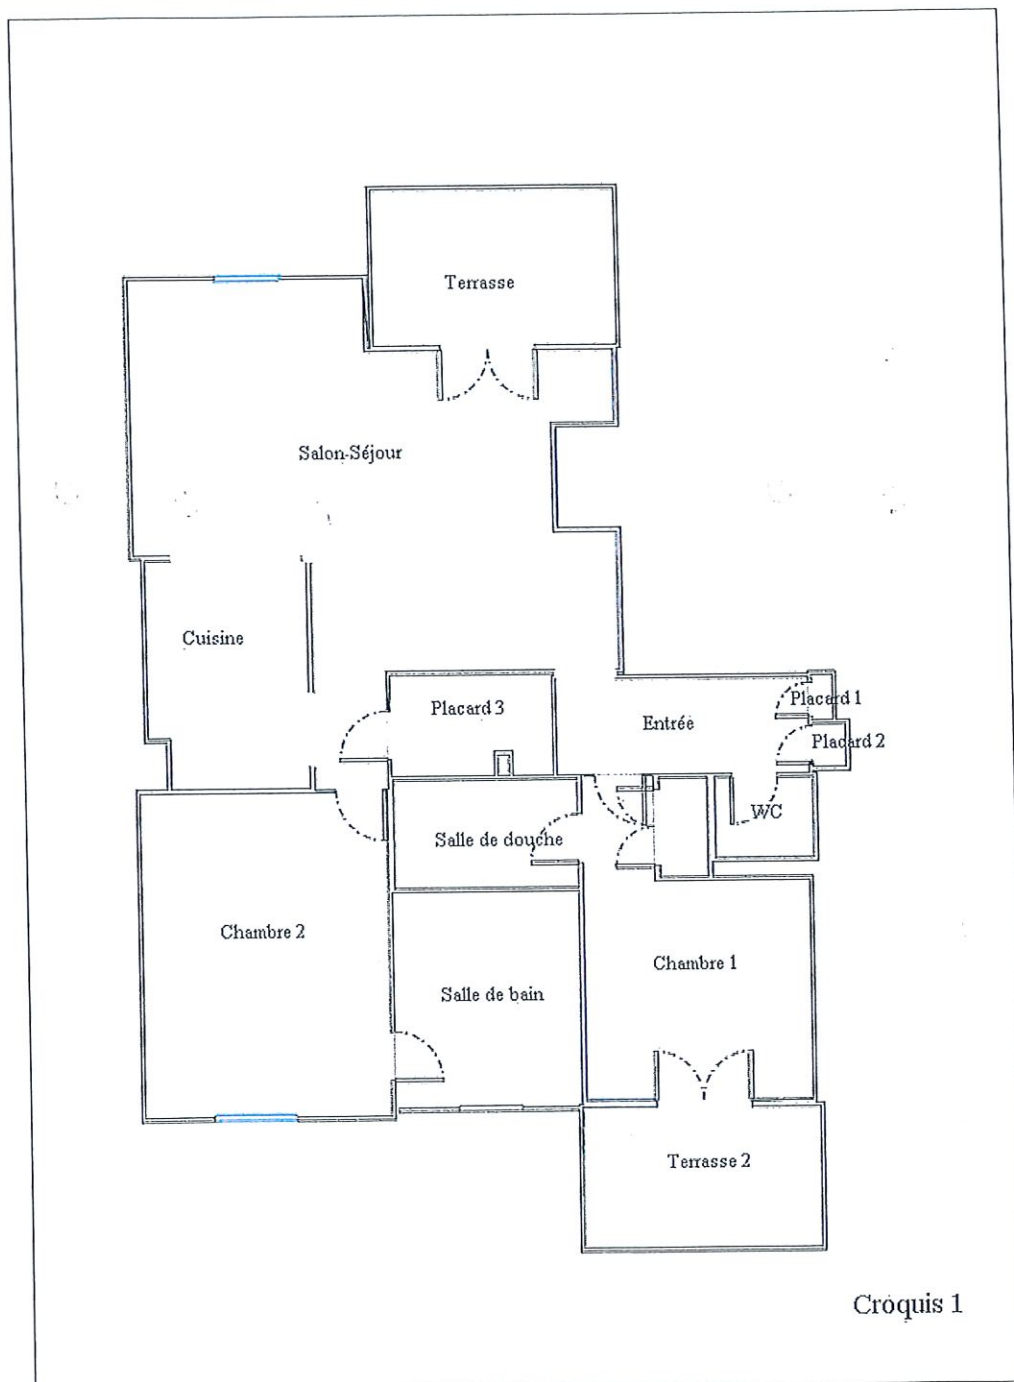 Terrasse
Salon-Séjour
Cuisine
Placard 3
Placard 1
Entrée
Placard 2
WC
Salle de douche
Chambre 2
Chambre 1
Salle de bain
Terrasse 2
Croquis 1